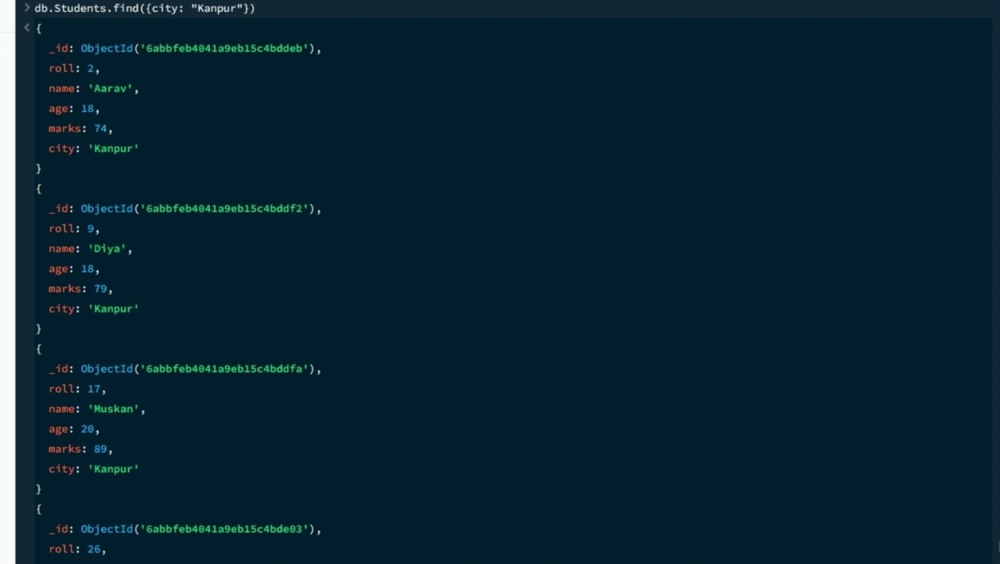 > db.Students.find({city: "Kanpur"})
< {
_id: ObjectId('6abbfeb4041a9eb15c4bddeb'),
roll: 2,
name: 'Aarav',
age: 18,
marks: 74,
city: 'Kanpur'
}
{
_id: ObjectId('6abbfeb4041a9eb15c4bddf2'),
roll: 9,
name: 'Diya',
age: 18,
marks: 79,
city: 'Kanpur'
}
{
_id: ObjectId('6abbfeb4041a9eb15c4bddfa'),
roll: 17,
name: 'Muskan',
age: 20,
marks: 89,
city: 'Kanpur'
}
{
_id: ObjectId('6abbfeb4041a9eb15c4bde03'),
roll: 26,